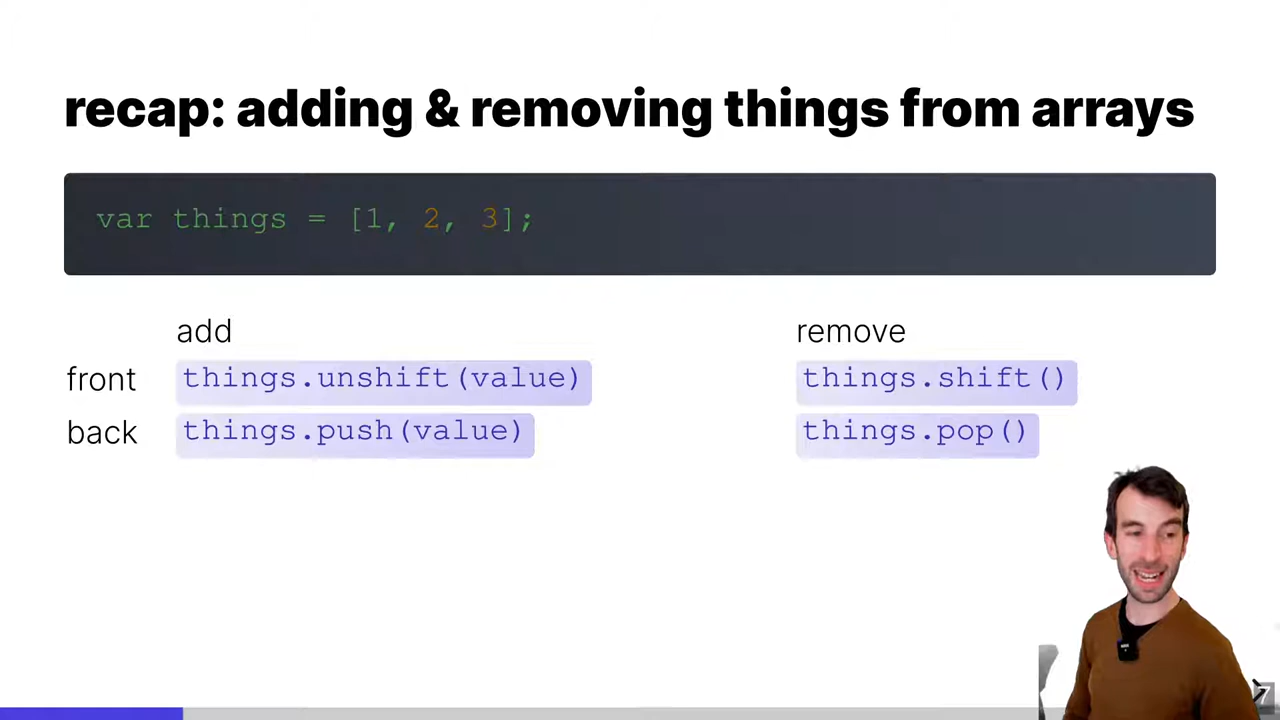 recap: adding & removing things from arrays
var things = [1, 2, 3];
add remove
front things.unshift(value) things.shift()
back things.push(value) things.pop()
7